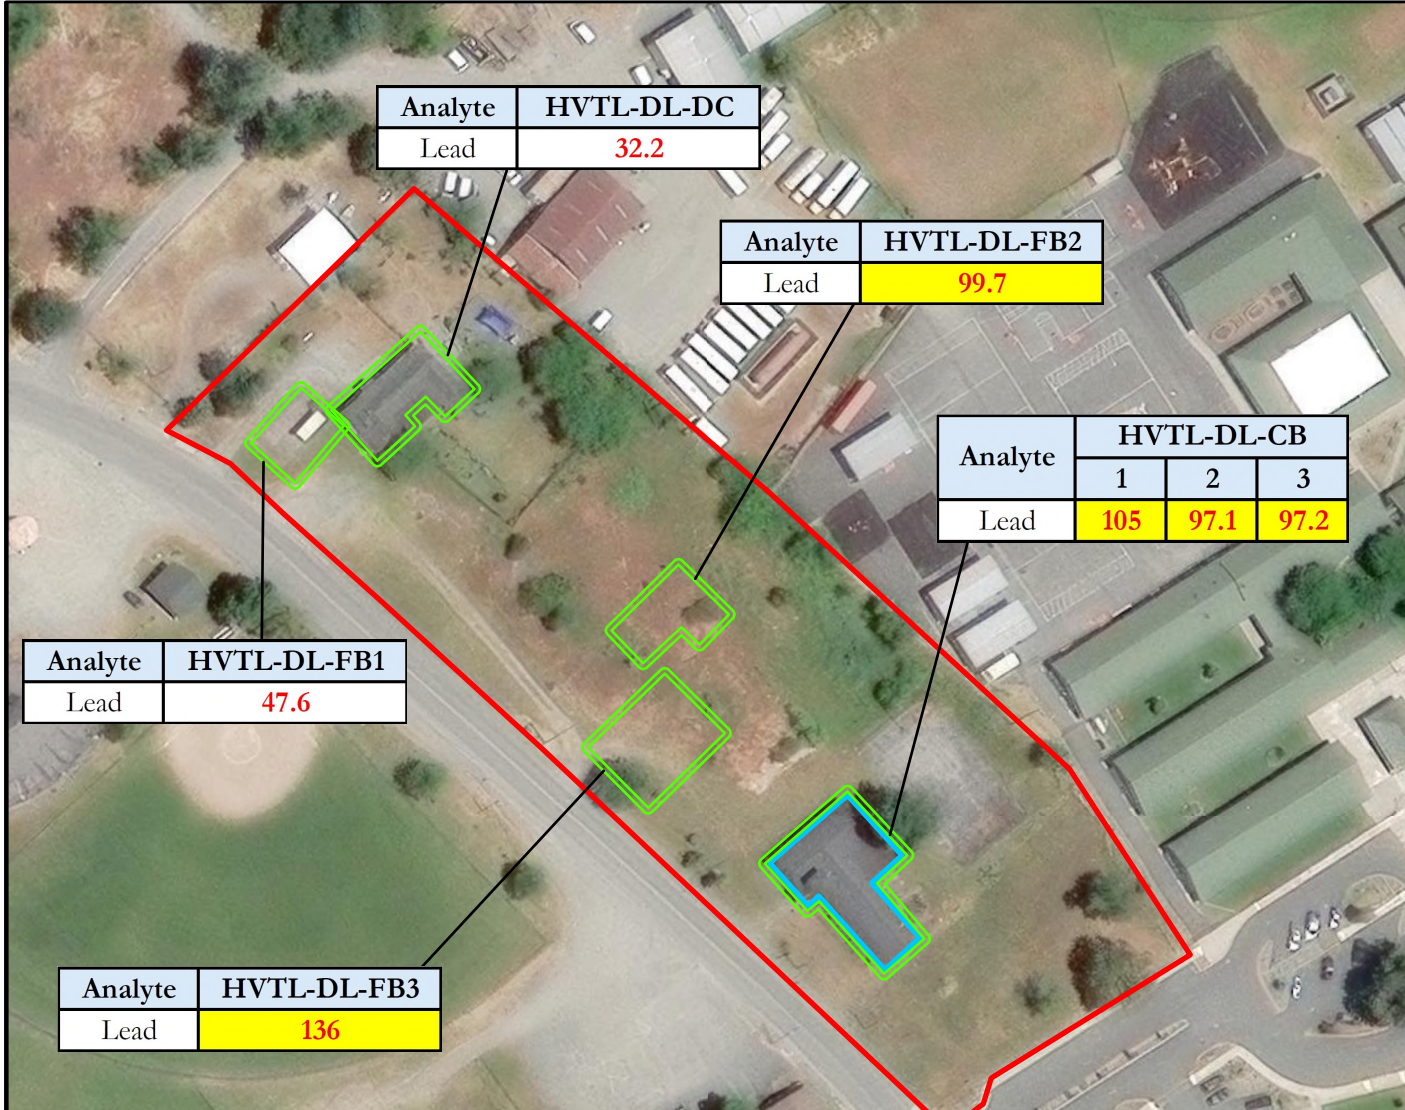 Analyte HVTL-DL-DC
Lead 32.2
Analyte HVTL-DL-FB2
Lead 99.7
Analyte HVTL-DL-CB
1 2 3
Lead 105 97.1 97.2
Analyte HVTL-DL-FB1
Lead 47.6
Analyte HVTL-DL-FB3
Lead 136